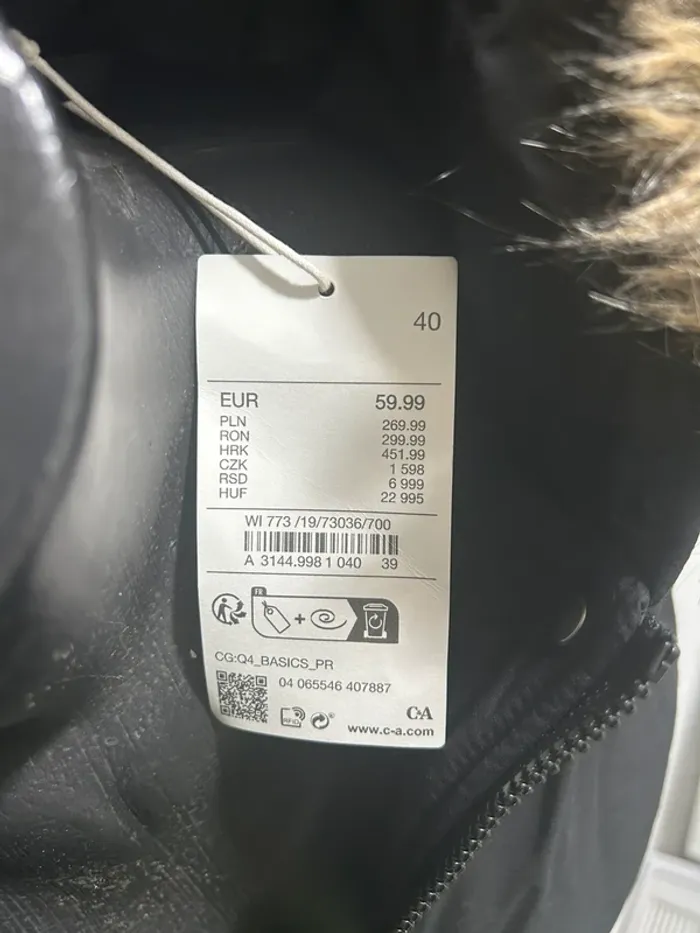 40
EUR 59.99
PLN 269.99
RON 299.99
HRK 451.99
CZK 1 598
RSD 6 999
HUF 22 995
WI 773 /19/73036/700
A 3144.998 1 040 39
FR
+
CG:Q4_BASICS_PR
04 065546 407887
RFID
C&A
www.c-a.com